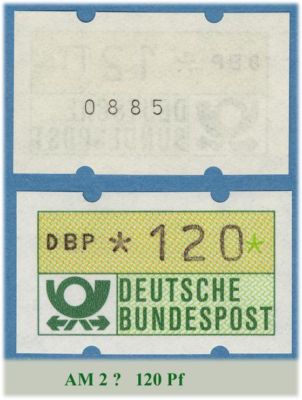 0885
DBP *120*
DEUTSCHE
BUNDESPOST
AM 2 ? 120 Pf